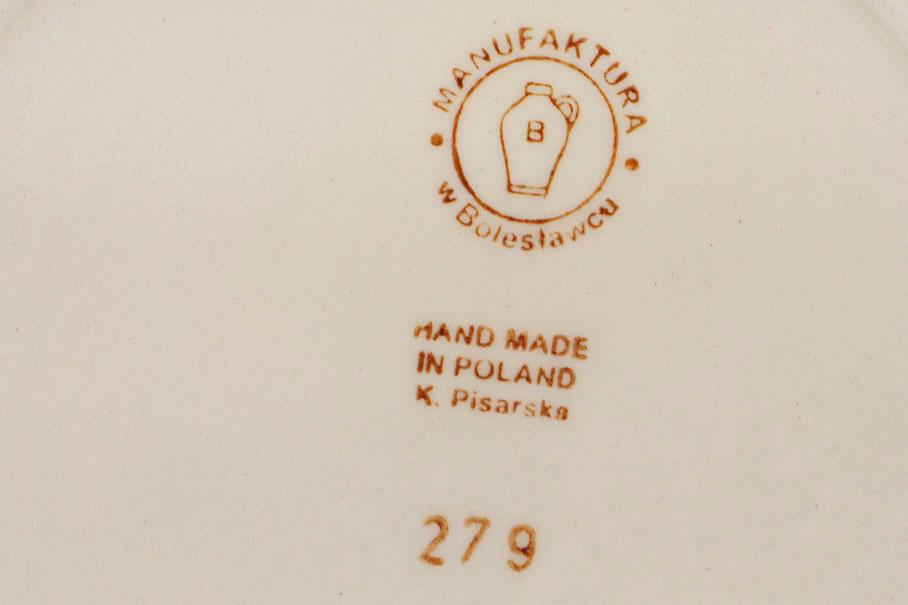 MANUFAKTURA
w Bolesławcu
B
HAND MADE
IN POLAND
K. Pisarska
279